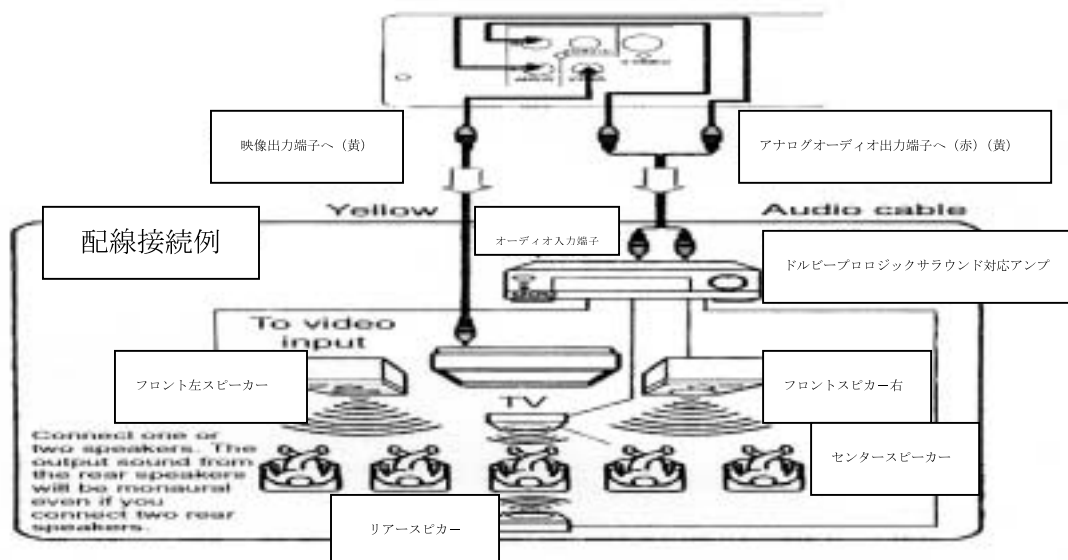 映像出力端子へ（黄）
アナログオーディオ出力端子へ（赤）（黄）
Yellow
Audio cable
配線接続例
オーディオ入力端子
ドルビープロロジックサラウンド対応アンプ
To video
input
フロント左スピーカー
フロントスピカー右
TV
センタースピーカー
Connect one or
two speakers. The
output sound from
the rear speakers
will be monaural
even if you
connect two rear
speakers.
リアースピカー